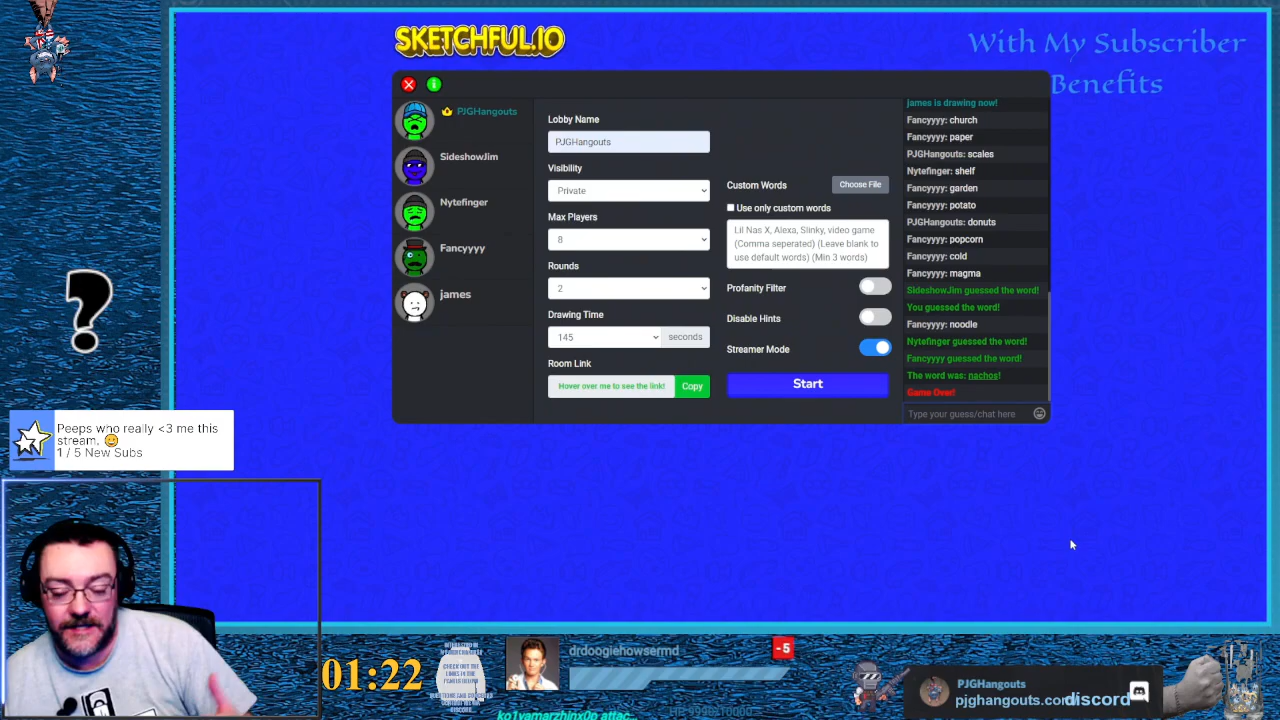 SKETCHFUL.IO
With My Subscriber
Benefits
PJGHangouts
SideshowJim
Nytefinger
Fancyyyy
james
Lobby Name
PJGHangouts
Visibility
Private
Max Players
8
Rounds
2
Drawing Time
145
seconds
Room Link
Hover over me to see the link!
Copy
Custom Words
Choose File
Use only custom words
Lil Nas X, Alexa, Slinky, video game
(Comma seperated) (Leave blank to
use default words) (Min 3 words)
Profanity Filter
Disable Hints
Streamer Mode
Start
james is drawing now!
Fancyyyy: church
Fancyyyy: paper
PJGHangouts: scales
Nytefinger: shelf
Fancyyyy: garden
Fancyyyy: potato
PJGHangouts: donuts
Fancyyyy: popcorn
Fancyyyy: cold
Fancyyyy: magma
SideshowJim guessed the word!
You guessed the word!
Fancyyyy: noodle
Nytefinger guessed the word!
Fancyyyy guessed the word!
The word was: nachos!
Game Over!
Type your guess/chat here
?
Peeps who really <3 me this
stream. 😀
1 / 5 New Subs
01:22
CHECK OUT THE
LINKS IN THE
drdoogiehowsermd
-5
PJGHangouts
pjghangouts.com/discord